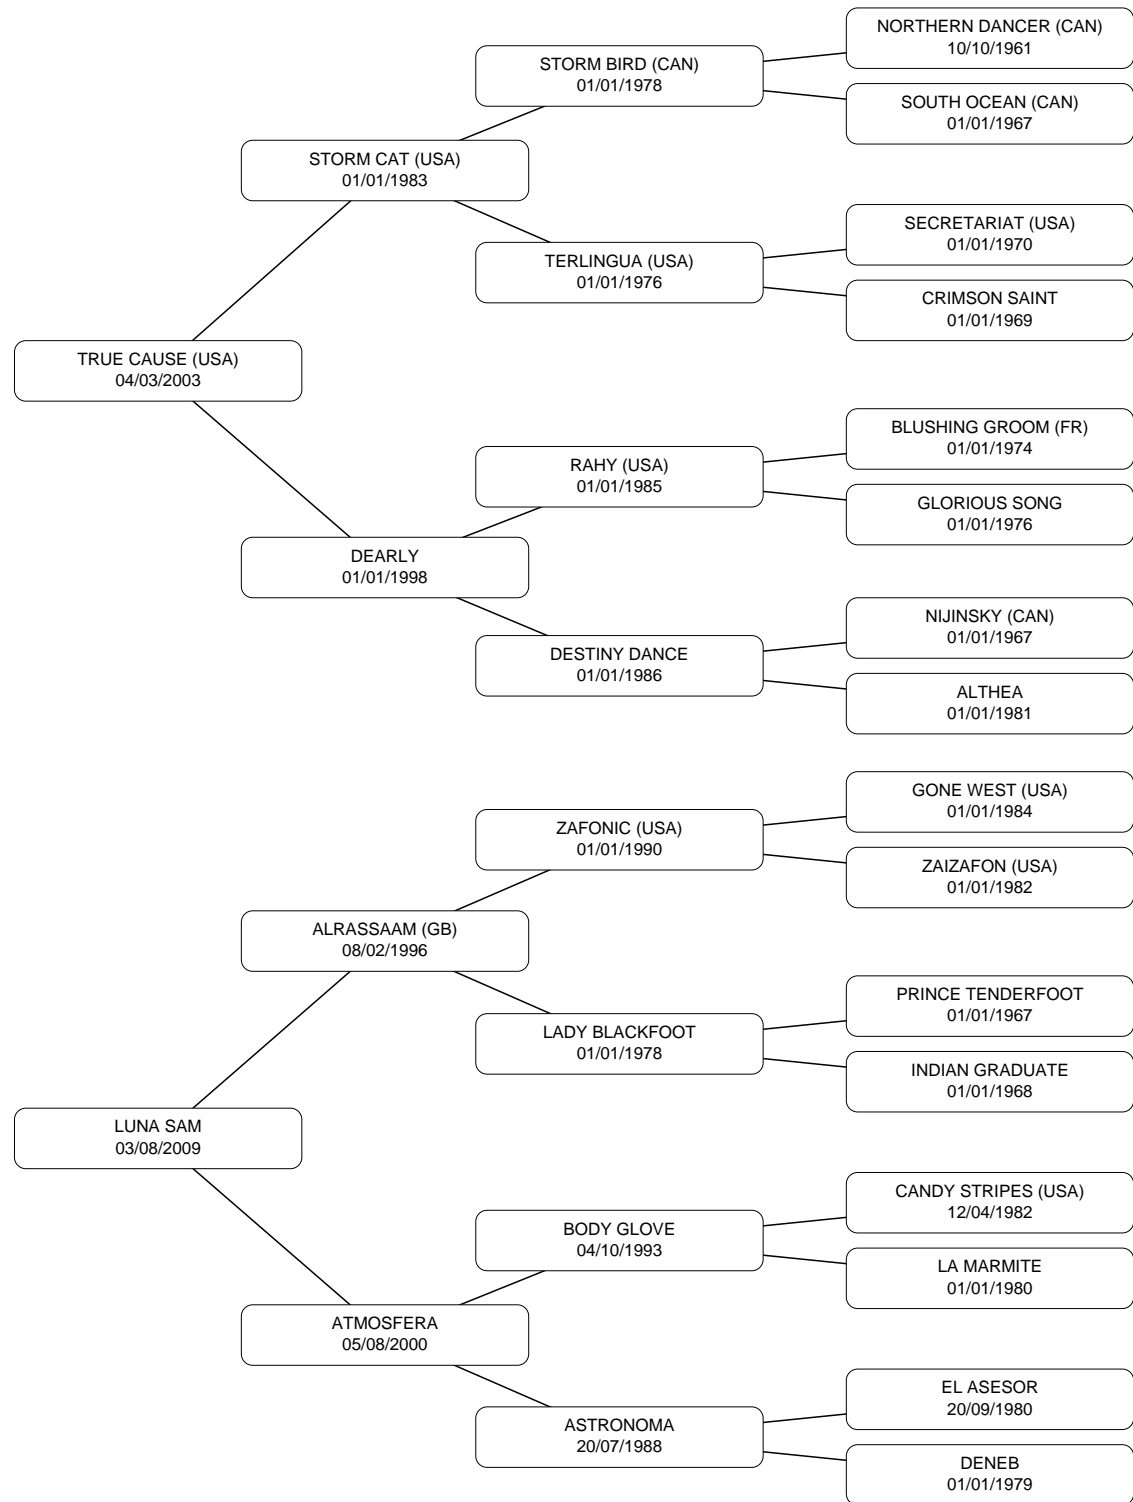 NORTHERN DANCER (CAN)
10/10/1961
STORM BIRD (CAN)
01/01/1978
SOUTH OCEAN (CAN)
01/01/1967
STORM CAT (USA)
01/01/1983
SECRETARIAT (USA)
01/01/1970
TERLINGUA (USA)
01/01/1976
CRIMSON SAINT
01/01/1969
TRUE CAUSE (USA)
04/03/2003
BLUSHING GROOM (FR)
01/01/1974
RAHY (USA)
01/01/1985
GLORIOUS SONG
01/01/1976
DEARLY
01/01/1998
NIJINSKY (CAN)
01/01/1967
DESTINY DANCE
01/01/1986
ALTHEA
01/01/1981
GONE WEST (USA)
01/01/1984
ZAFONIC (USA)
01/01/1990
ZAIZAFON (USA)
01/01/1982
ALRASSAAM (GB)
08/02/1996
PRINCE TENDERFOOT
01/01/1967
LADY BLACKFOOT
01/01/1978
INDIAN GRADUATE
01/01/1968
LUNA SAM
03/08/2009
CANDY STRIPES (USA)
12/04/1982
BODY GLOVE
04/10/1993
LA MARMITE
01/01/1980
ATMOSFERA
05/08/2000
EL ASESOR
20/09/1980
ASTRONOMA
20/07/1988
DENEB
01/01/1979